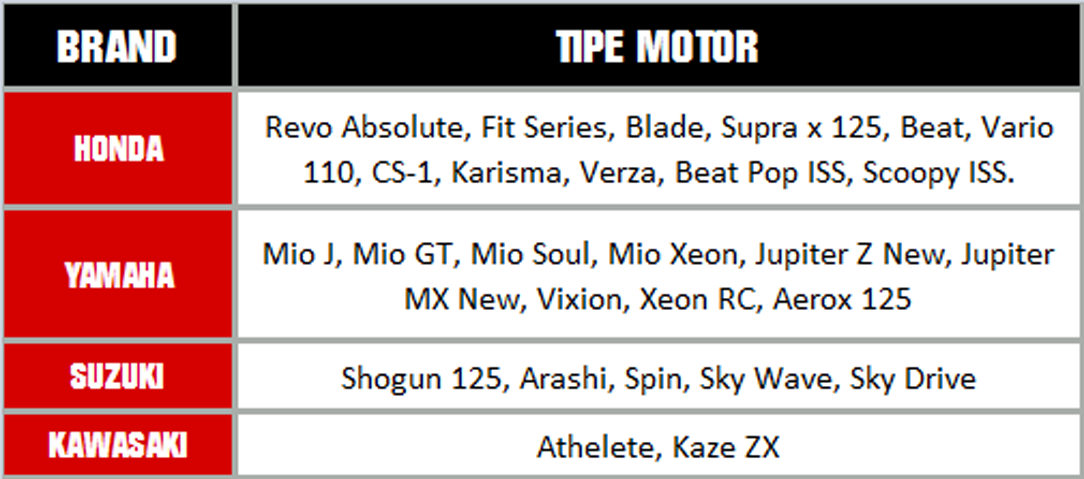 BRAND
TIPE MOTOR
HONDA
Revo Absolute, Fit Series, Blade, Supra x 125, Beat, Vario
110, CS-1, Karisma, Verza, Beat Pop ISS, Scoopy ISS.
YAMAHA
Mio J, Mio GT, Mio Soul, Mio Xeon, Jupiter Z New, Jupiter
MX New, Vixion, Xeon RC, Aerox 125
SUZUKI
Shogun 125, Arashi, Spin, Sky Wave, Sky Drive
KAWASAKI
Athelete, Kaze ZX